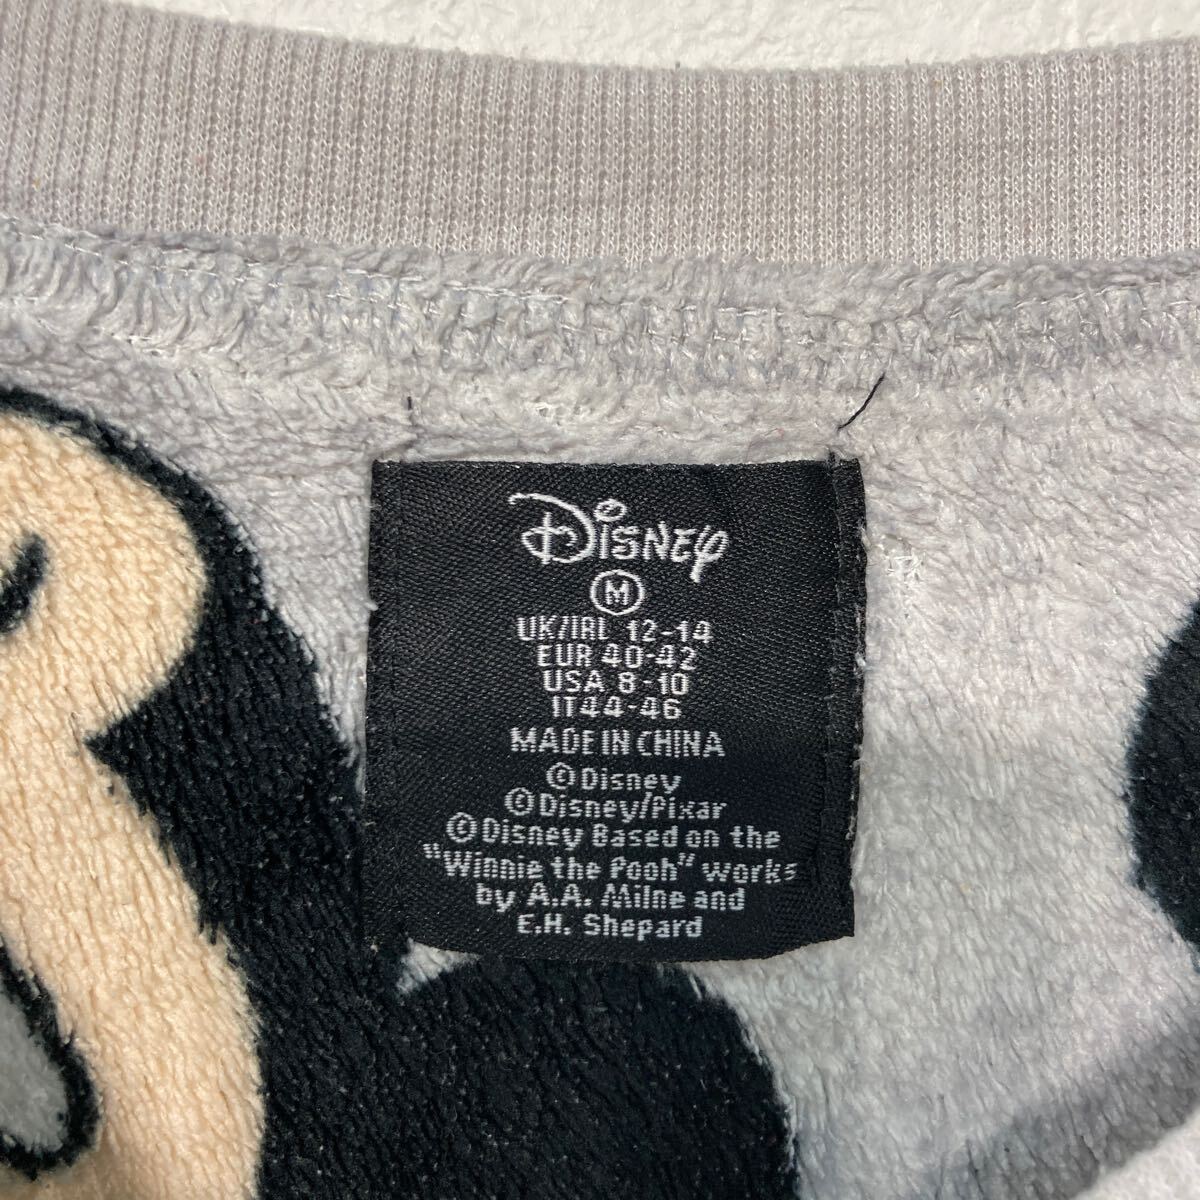 Disney
M
UK/IRL 12-14
EUR 40-42
USA 8-10
IT44-46
MADE IN CHINA
©Disney
©Disney/Pixar
©Disney Based on the
"Winnie the Pooh" works
by A.A. Milne and
E.H. Shepard